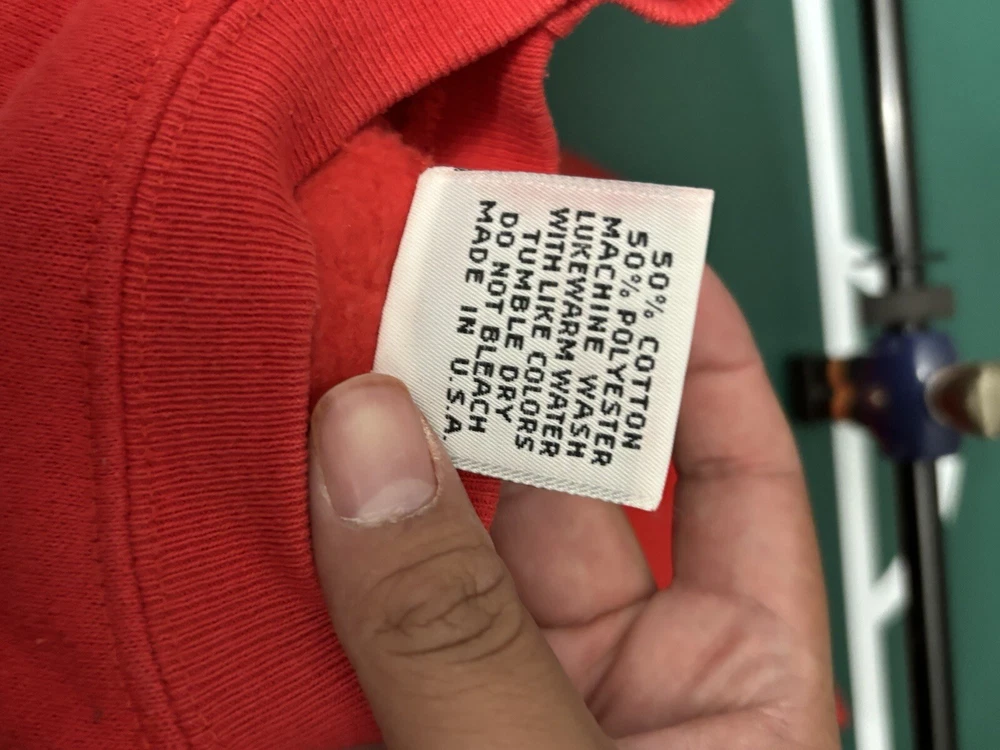 50% COTTON
50% POLYESTER
MACHINE WASH
LUKEWARM WATER
WITH LIKE COLORS
TUMBLE DRY
DO NOT BLEACH
MADE IN U.S.A.